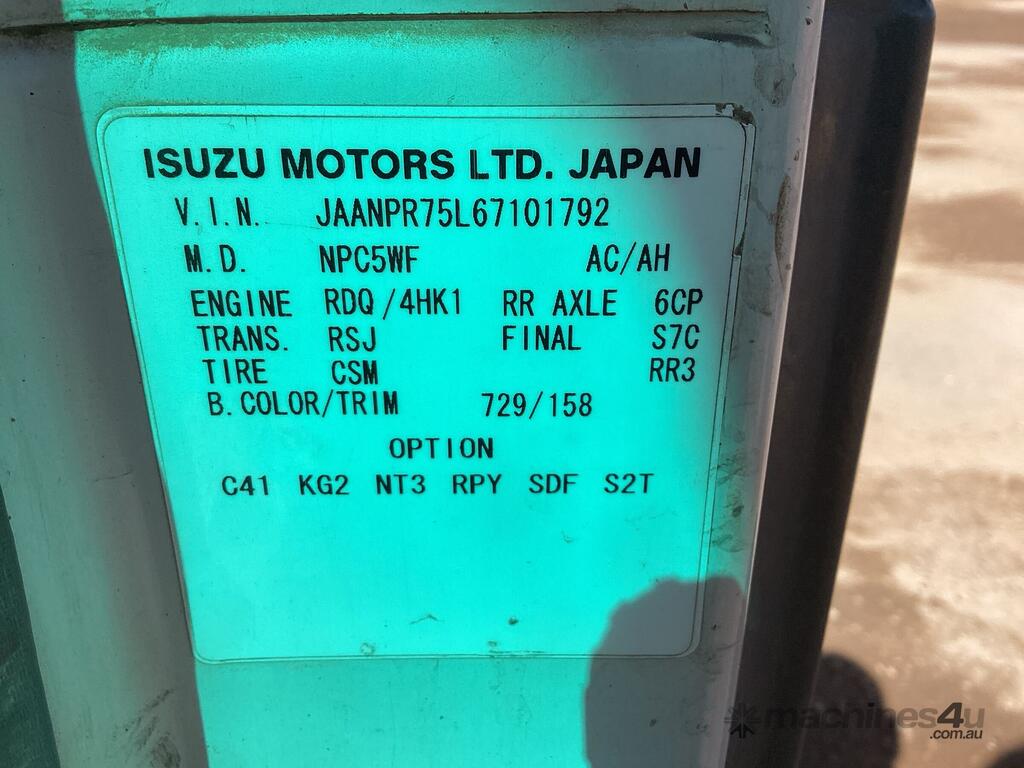 ISUZU MOTORS LTD. JAPAN
V.I.N. JAANPR75L67101792
M.D. NPC5WF AC/AH
ENGINE RDQ/4HK1 RR AXLE 6CP
TRANS. RSJ FINAL S7C
TIRE CSM RR3
B.COLOR/TRIM 729/158
OPTION
C41 KG2 NT3 RPY SDF S2T
machines4u
.com.au